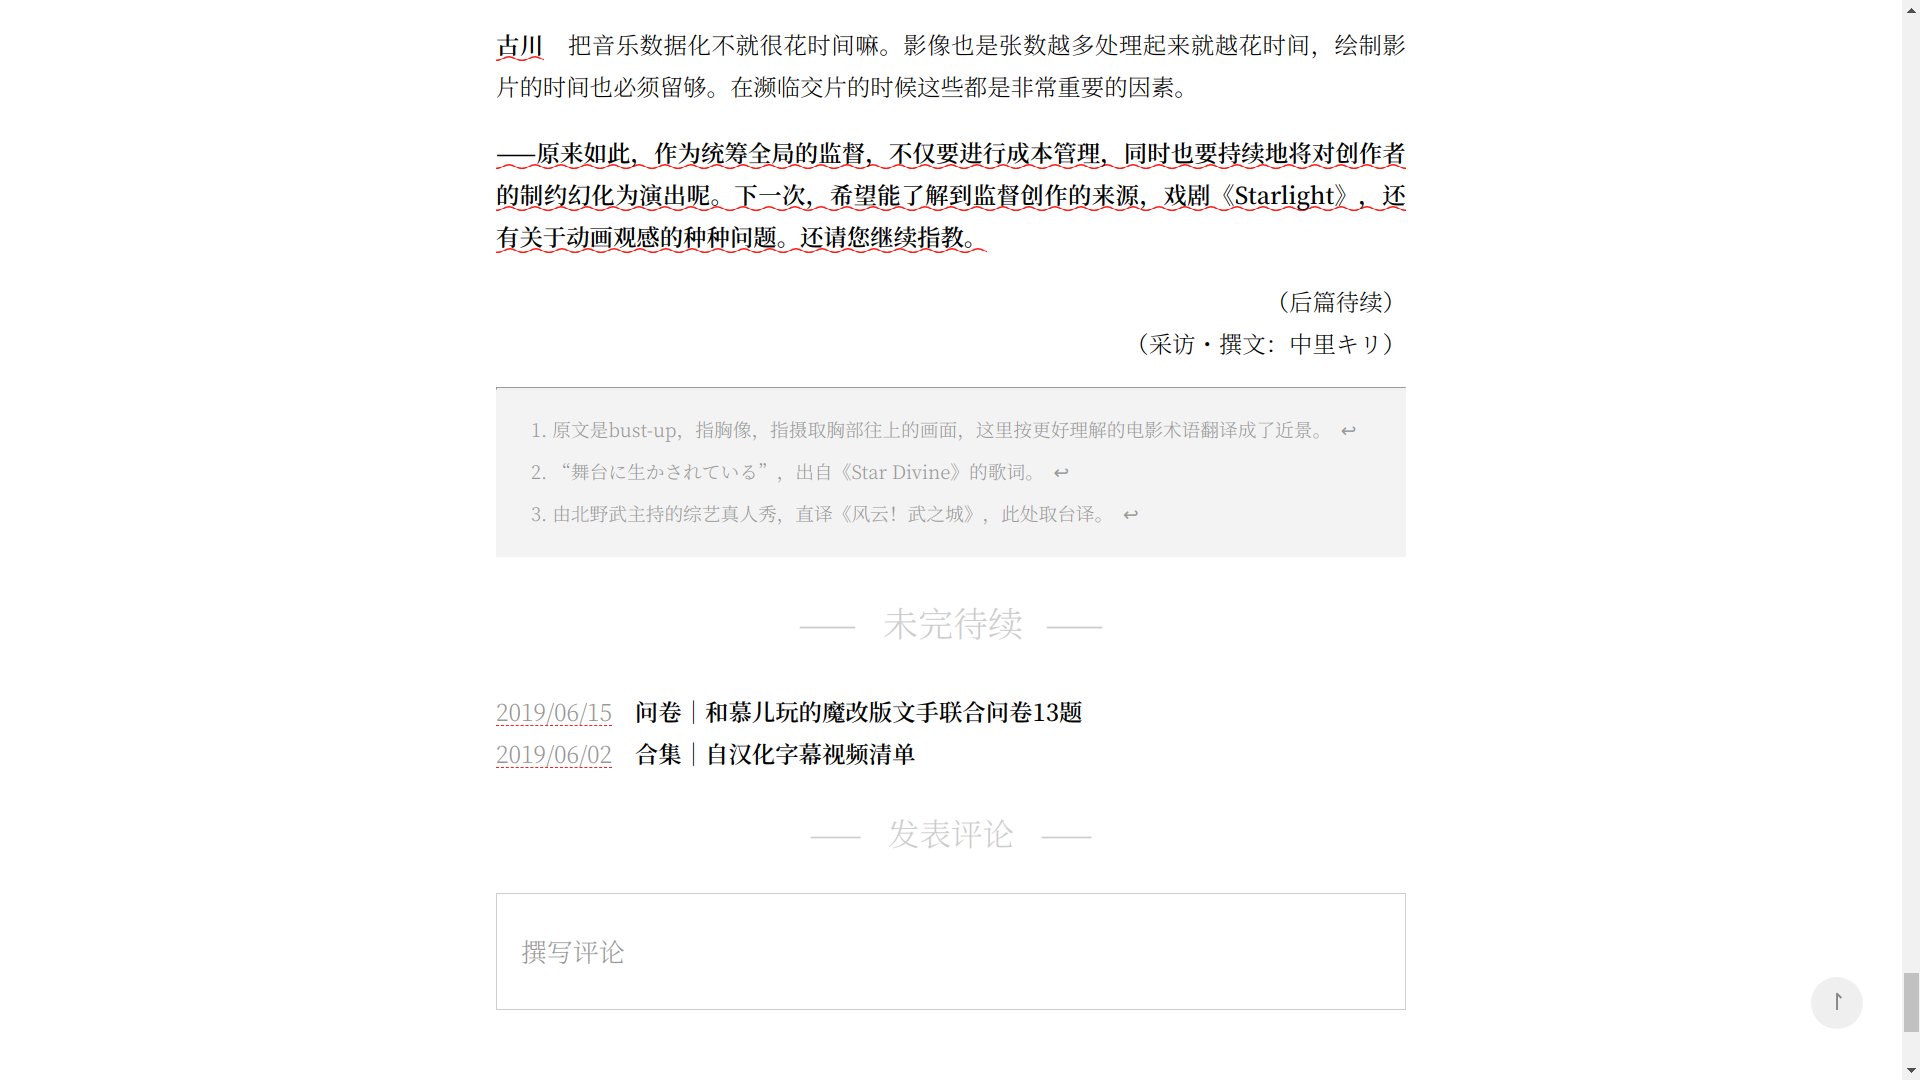 古川　把音乐数据化不就很花时间嘛。影像也是张数越多处理起来就越花时间，绘制影
片的时间也必须留够。在濒临交片的时候这些都是非常重要的因素。
——原来如此，作为统筹全局的监督，不仅要进行成本管理，同时也要持续地将对创作者
的制约幻化为演出呢。下一次，希望能了解到监督创作的来源，戏剧《Starlight》，还
有关于动画观感的种种问题。还请您继续指教。
（后篇待续）
（采访・撰文：中里キリ）
1. 原文是bust-up，指胸像，指摄取胸部往上的画面，这里按更好理解的电影术语翻译成了近景。 ↩
2. “舞台に生かされている”，出自《Star Divine》的歌词。 ↩
3. 由北野武主持的综艺真人秀，直译《风云！武之城》，此处取台译。 ↩
未完待续
2019/06/15 问卷｜和慕儿玩的魔改版文手联合问卷13题
2019/06/02 合集｜自汉化字幕视频清单
发表评论
撰写评论